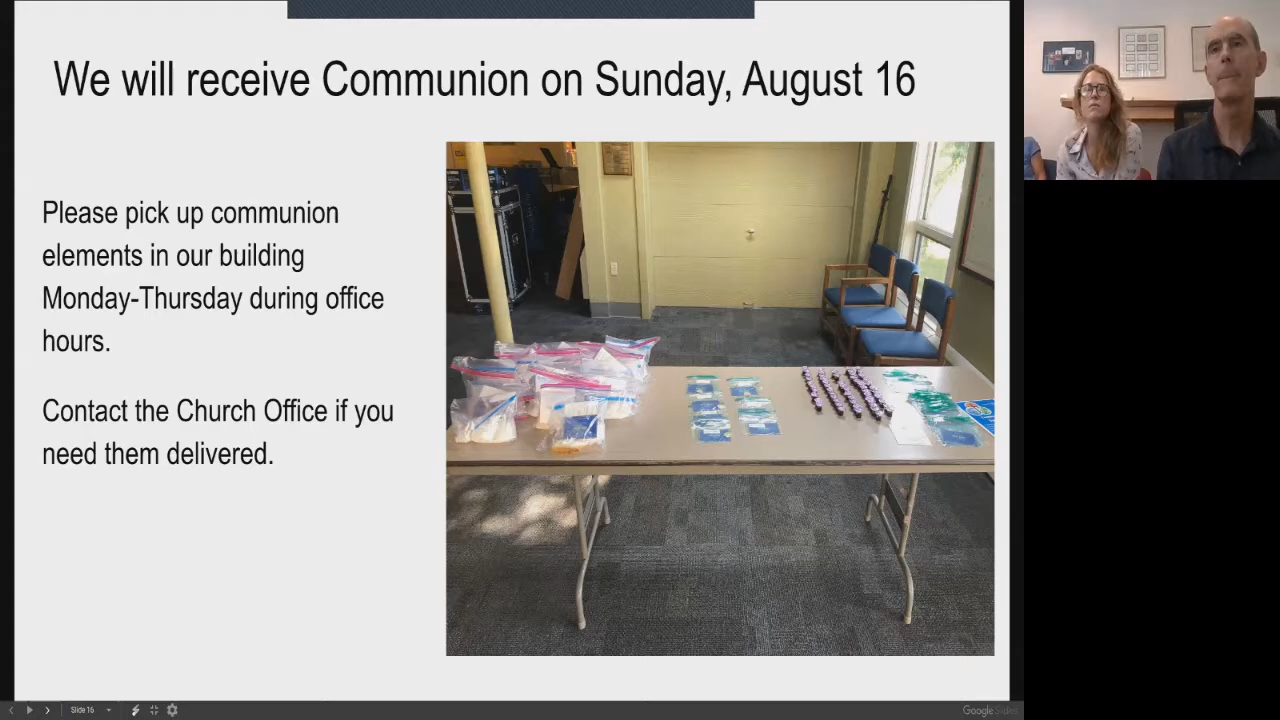 We will receive Communion on Sunday, August 16
Please pick up communion
elements in our building
Monday-Thursday during office
hours.
Contact the Church Office if you
need them delivered.
Slide 16
Google Slides